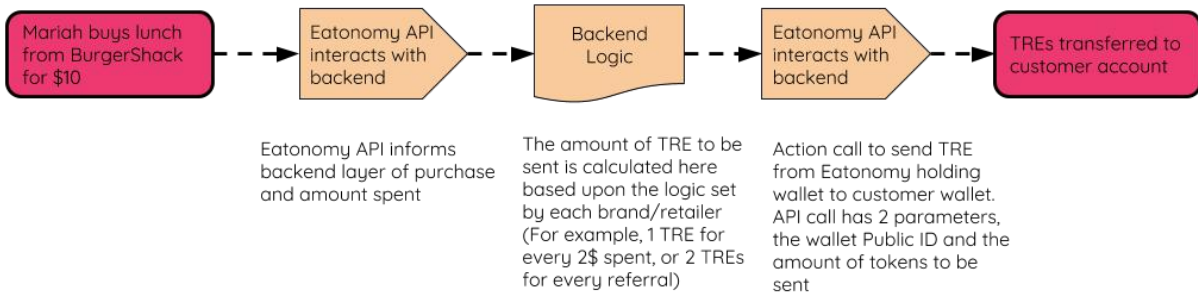 Mariah buys lunch
from BurgerShack
for $10
Eatonomy API
interacts with
backend
Backend
Logic
Eatonomy API
interacts with
backend
TREs transferred to
customer account
Eatonomy API informs
backend layer of purchase
and amount spent
The amount of TRE to be
sent is calculated here
based upon the logic set
by each brand/retailer
(For example, 1 TRE for
every 2$ spent, or 2 TREs
for every referral)
Action call to send TRE
from Eatonomy holding
wallet to customer wallet.
API call has 2 parameters,
the wallet Public ID and the
amount of tokens to be
sent